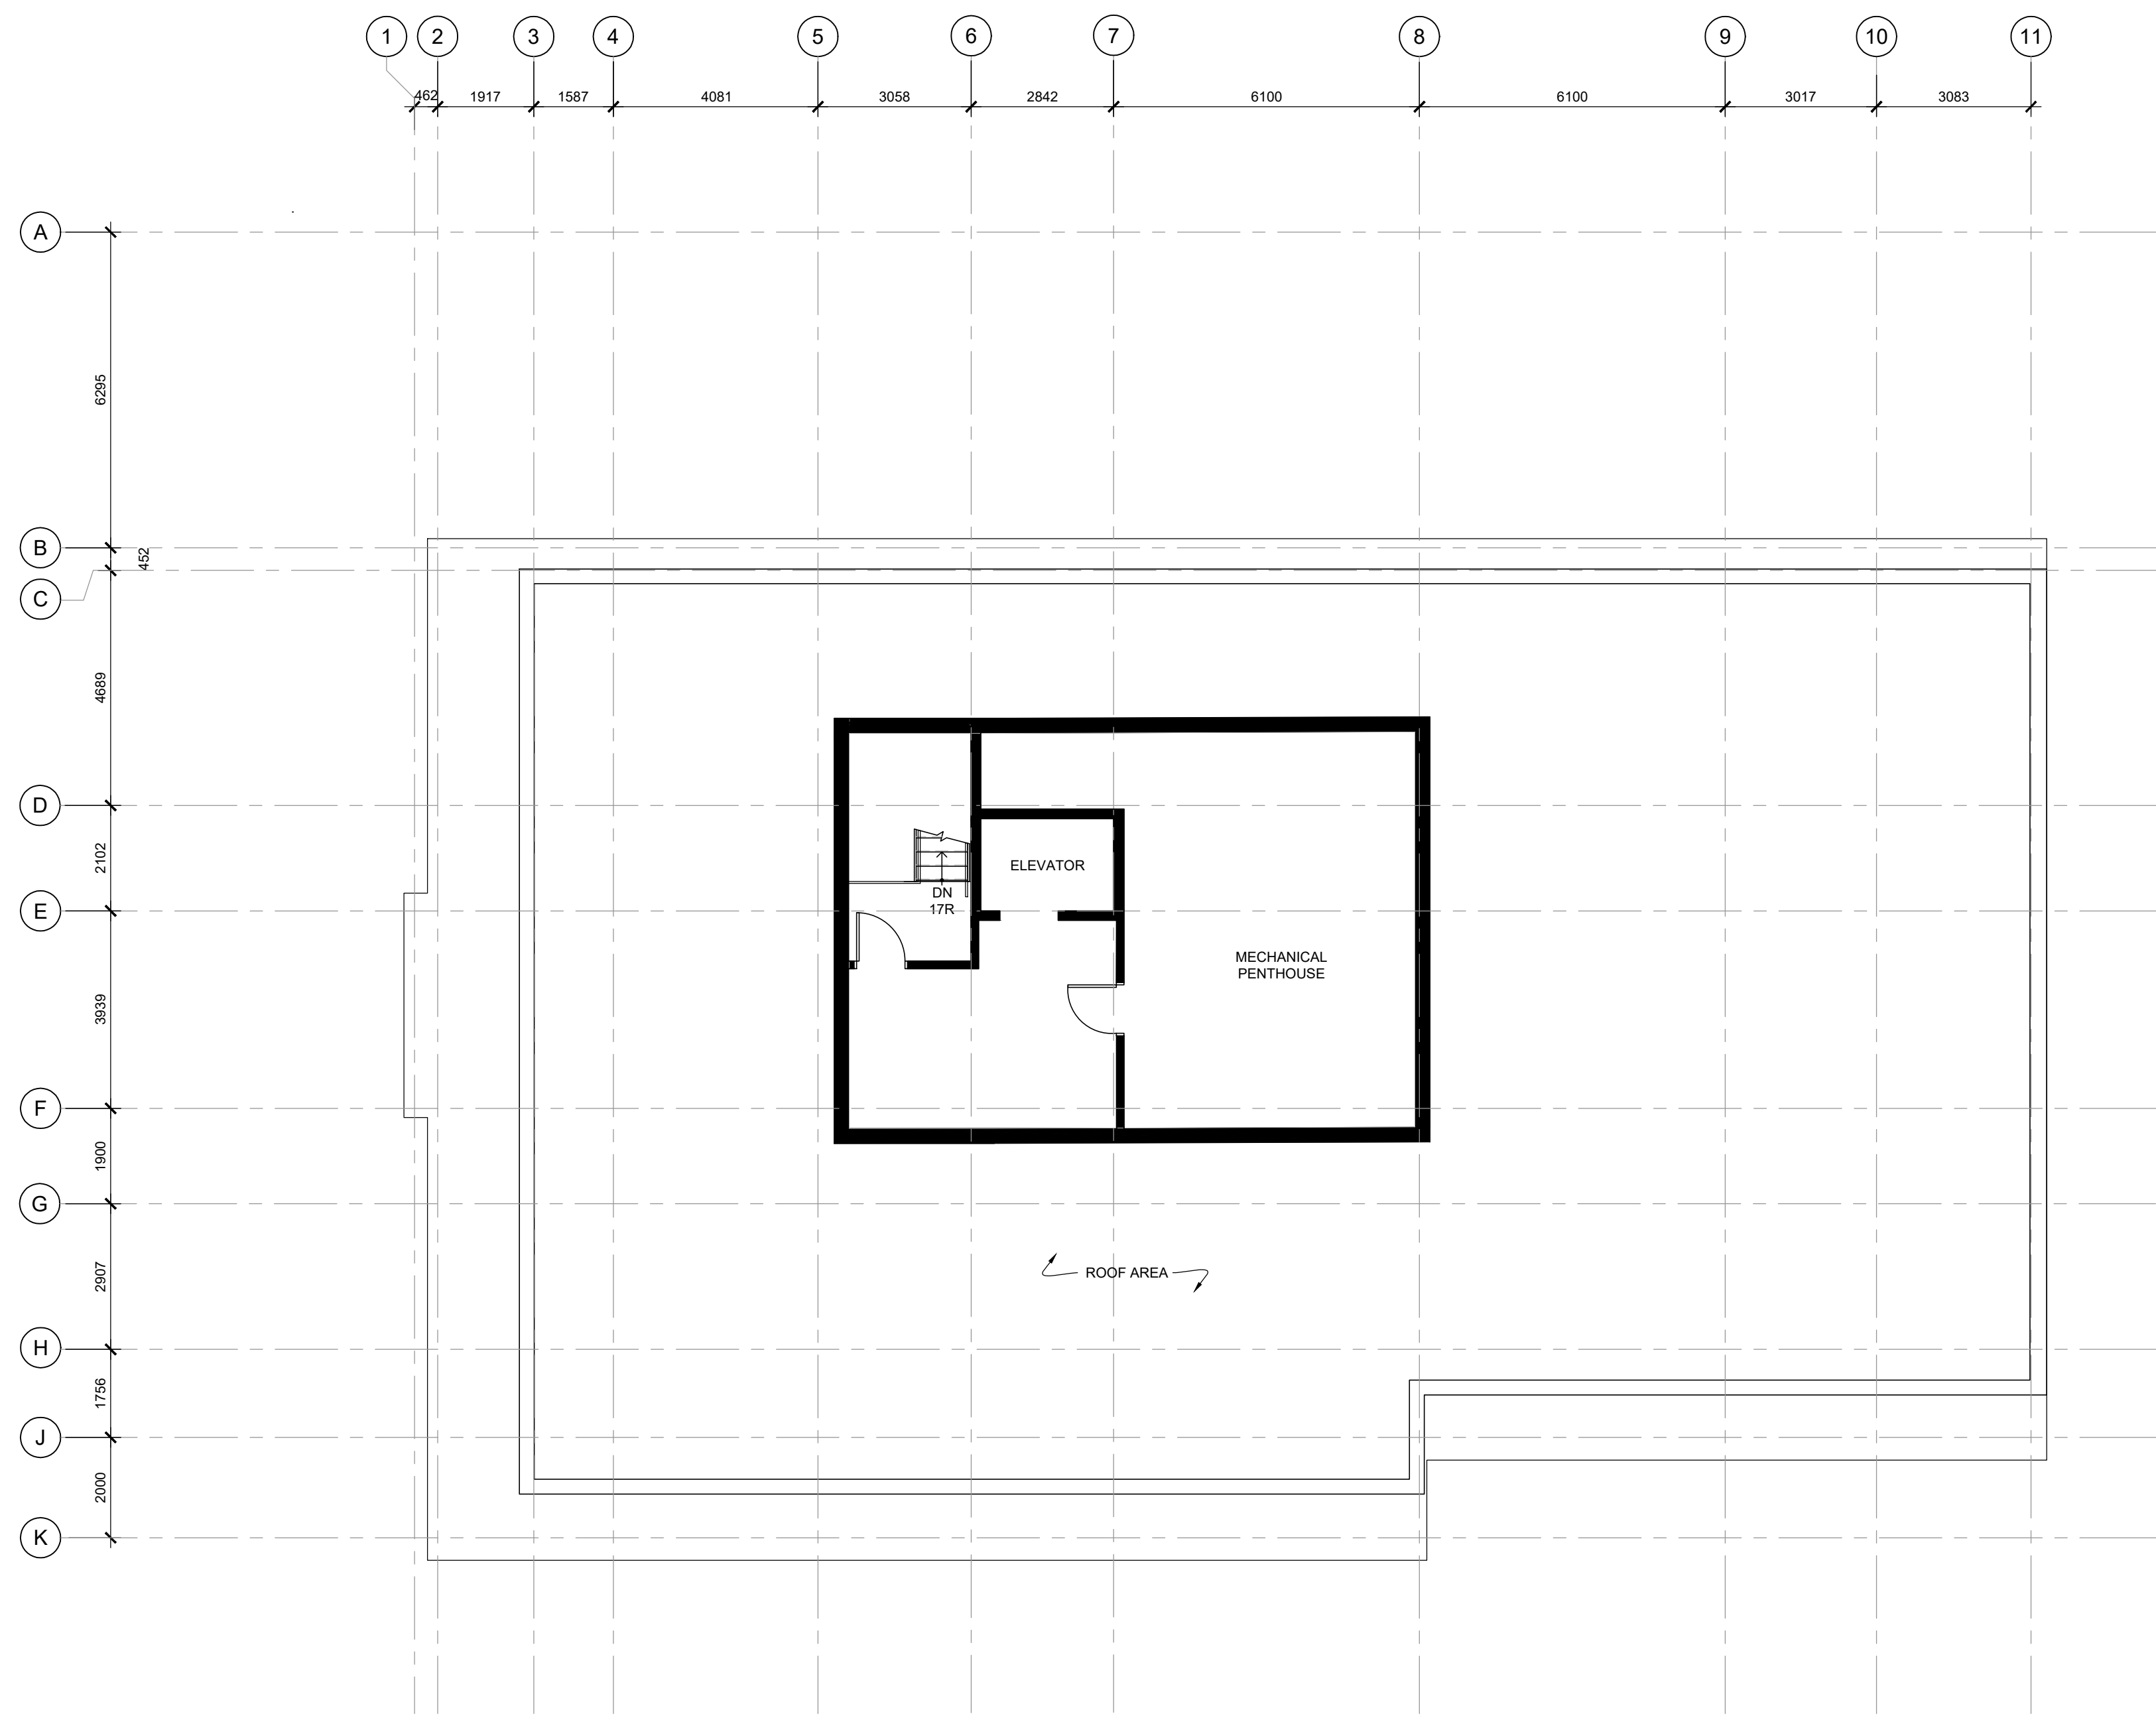 1
2
3
4
5
6
7
8
9
10
11
462
1917
1587
4081
3058
2842
6100
6100
3017
3083
A
6295
B
452
C
4689
D
2102
ELEVATOR
DN
17R
E
MECHANICAL
PENTHOUSE
3939
F
1900
G
2907
ROOF AREA
H
1756
J
2000
K